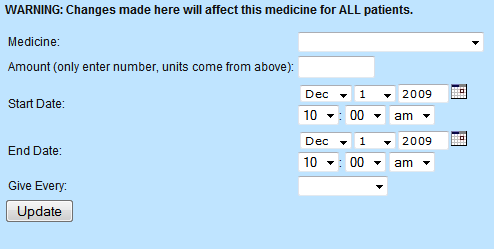 WARNING: Changes made here will affect this medicine for ALL patients.
Medicine:
Amount (only enter number, units come from above):
Start Date:
Dec 1 2009
10 : 00 am
End Date:
Dec 1 2009
10 : 00 am
Give Every:
Update